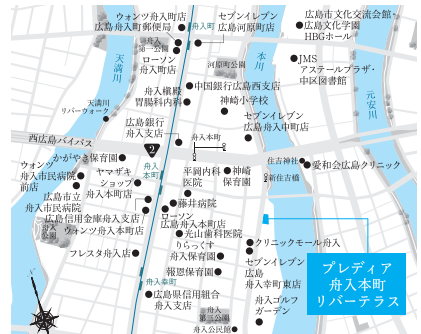 ウォンツ舟入町店
広島舟入町郵便局
舟入
第一公園
ローソン
舟入町店
舟入町
セブンイレブン
広島河原町店
河原町公園
広島市文化交流会館・
広島文化学園
HBGホール
JMS
アステールプラザ・
中区図書館
天満川
本川
元安川
中国銀行広島西支店
舟入横殿
胃腸科内科
神崎小学校
天満川
リバーウォーク
広島銀行
舟入支店
セブンイレブン
広島舟入中町店
西広島バイパス
2
舟入本町
住吉神社
愛和会広島クリニック
新住吉橋
かがやき保育園
ウォンツ
舟入市民病院
前店
ヤマザキ
ショップ
舟入本町店
舟入
本町
平岡内科
医院
神崎
保育園
広島市立
舟入市民病院
広島信用金庫舟入支店
ウォンツ舟入本町店
藤井病院
ローソン
広島舟入本町店
光山歯科医院
りらっくす
舟入保育園
クリニックモール舟入
フレスタ舟入店
報恩保育園
セブンイレブン
広島
舟入幸町東店
舟入幸町
広島県信用組合
舟入支店
舟入
第三公園
舟入公民館
舟入ゴルフ
ガーデン
プレディア
舟入本町
リバーテラス